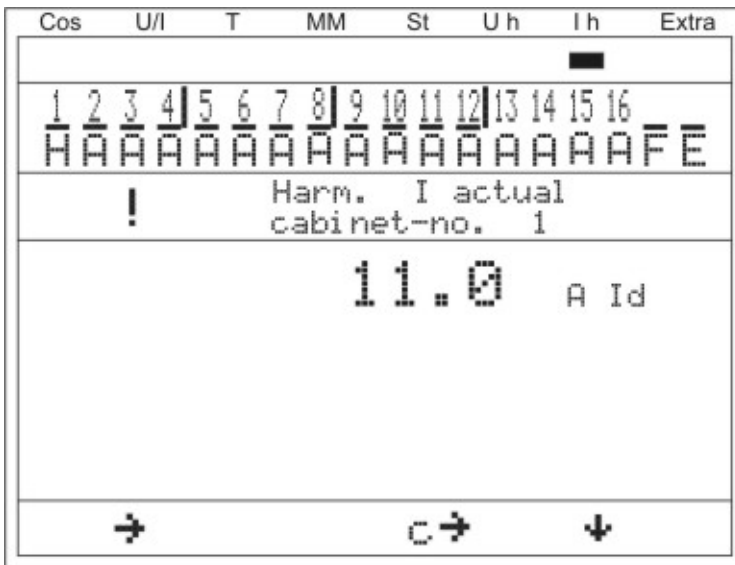 Cos U/I T MM St U h I h Extra
1 2 3 4 5 6 7 8 9 10 11 12 13 14 15 16
H A A A A A A A A A A A A A A A F E
! Harm. I actual
cabinet-no. 1
11.0 A Id
→ c→ ↓